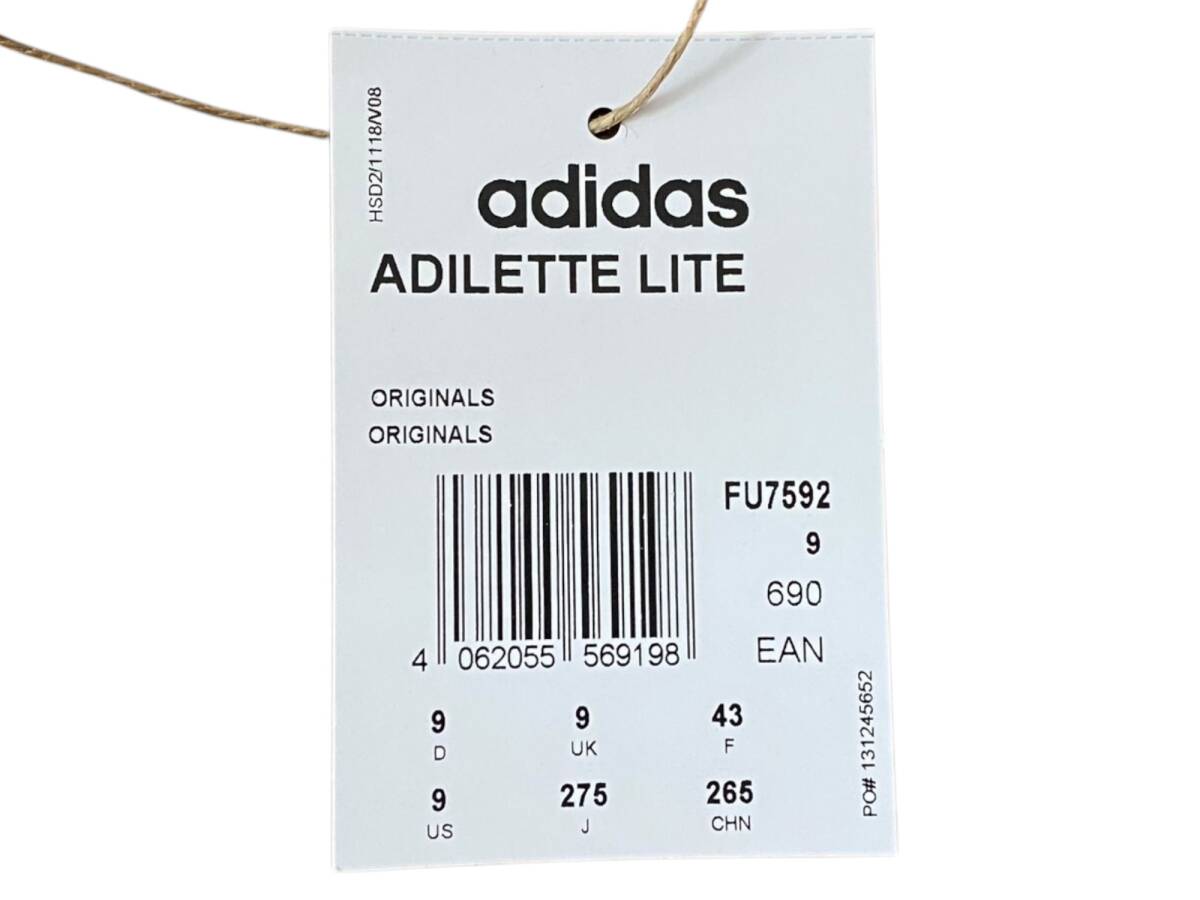 HSD2/1118/V08
adidas
ADILETTE LITE
ORIGINALS
ORIGINALS
FU7592
9
690
EAN
4 062055 569198
9 9 43
D UK F
9 275 265
US J CHN
PO# 131245652